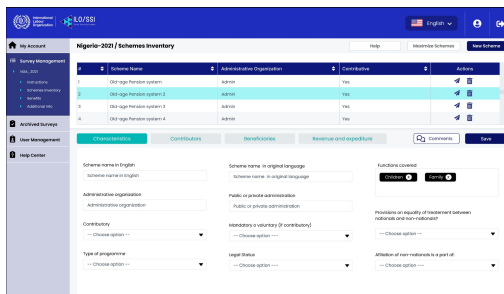 International Labour Organization
ILO/SSI
English
My Account
Survey Management
NGA_2021
Instructions
Schemes Inventory
Benefits
Additional Info
Archived Surveys
User Management
Help Center
Nigeria-2021 / Schemes Inventory
Help
Maximize Schemes
New Scheme
# Scheme Name Administrative Organization Contributive Actions
1 Old-age Pension system Admin Yes
2 Old-age Pension system 2 Admin Yes
3 Old-age Pension system 3 Admin Yes
4 Old-age Pension system 4 Admin Yes
Characteristics Contributors Beneficiaries Revenue and expediture Comments Save
Scheme name in English
Scheme name in English
Scheme name in original language
Scheme name in original language
Functions covered
Children Family
Administrative organization
Administrative organization
Public or private administration
Public or private administration
Provisions on equality of treatement between
nationals and non-nationals?
-- Choose option --
Contributory
-- Choose option --
Mandatory a voluntary (if contributory)
-- Choose option --
Type of programme
-- Choose option --
Legal Status
-- Choose option --
Affiliation of non-nationals is a part of:
-- Choose option --